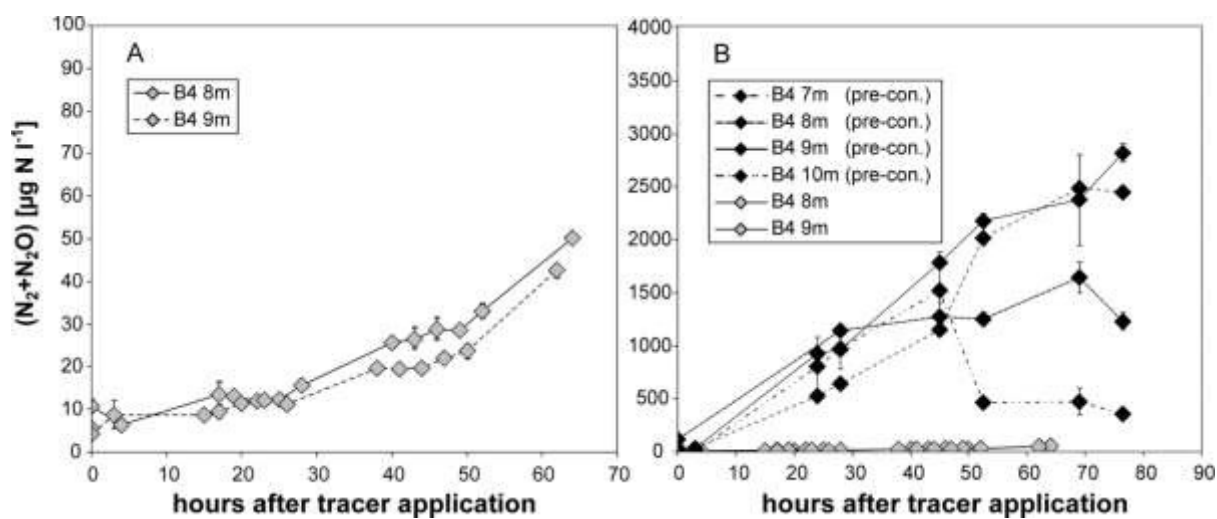 (N₂+N₂O) [µg N l⁻¹]
100
90
80
70
60
50
40
30
20
10
0
A
B4 8m
B4 9m
0 10 20 30 40 50 60 70
hours after tracer application
4000
3500
3000
2500
2000
1500
1000
500
0
B
B4 7m (pre-con.)
B4 8m (pre-con.)
B4 9m (pre-con.)
B4 10m (pre-con.)
B4 8m
B4 9m
0 10 20 30 40 50 60 70 80 90
hours after tracer application